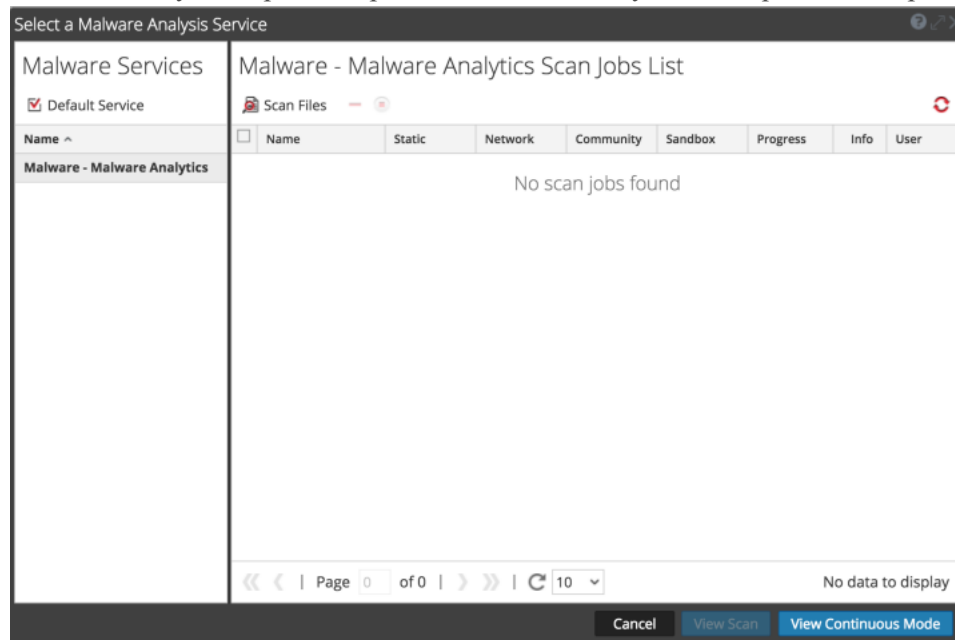 Select a Malware Analysis Service
Malware Services
Default Service
Name
Malware - Malware Analytics
Malware - Malware Analytics Scan Jobs List
Scan Files
Name Static Network Community Sandbox Progress Info User
No scan jobs found
| Page 0 of 0 | | 10 No data to display
Cancel View Scan View Continuous Mode